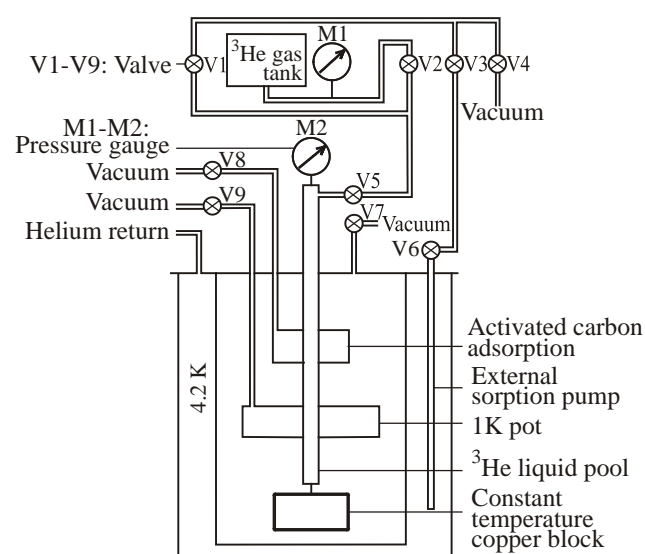 M1
³He gas
tank
V1-V9: Valve
V1
V2
V3
V4
Vacuum
M1-M2:
Pressure gauge
M2
Vacuum
V8
V5
Vacuum
V9
V7
Vacuum
Helium return
V6
4.2 K
Activated carbon
adsorption
External
sorption pump
1K pot
³He liquid pool
Constant
temperature
copper block